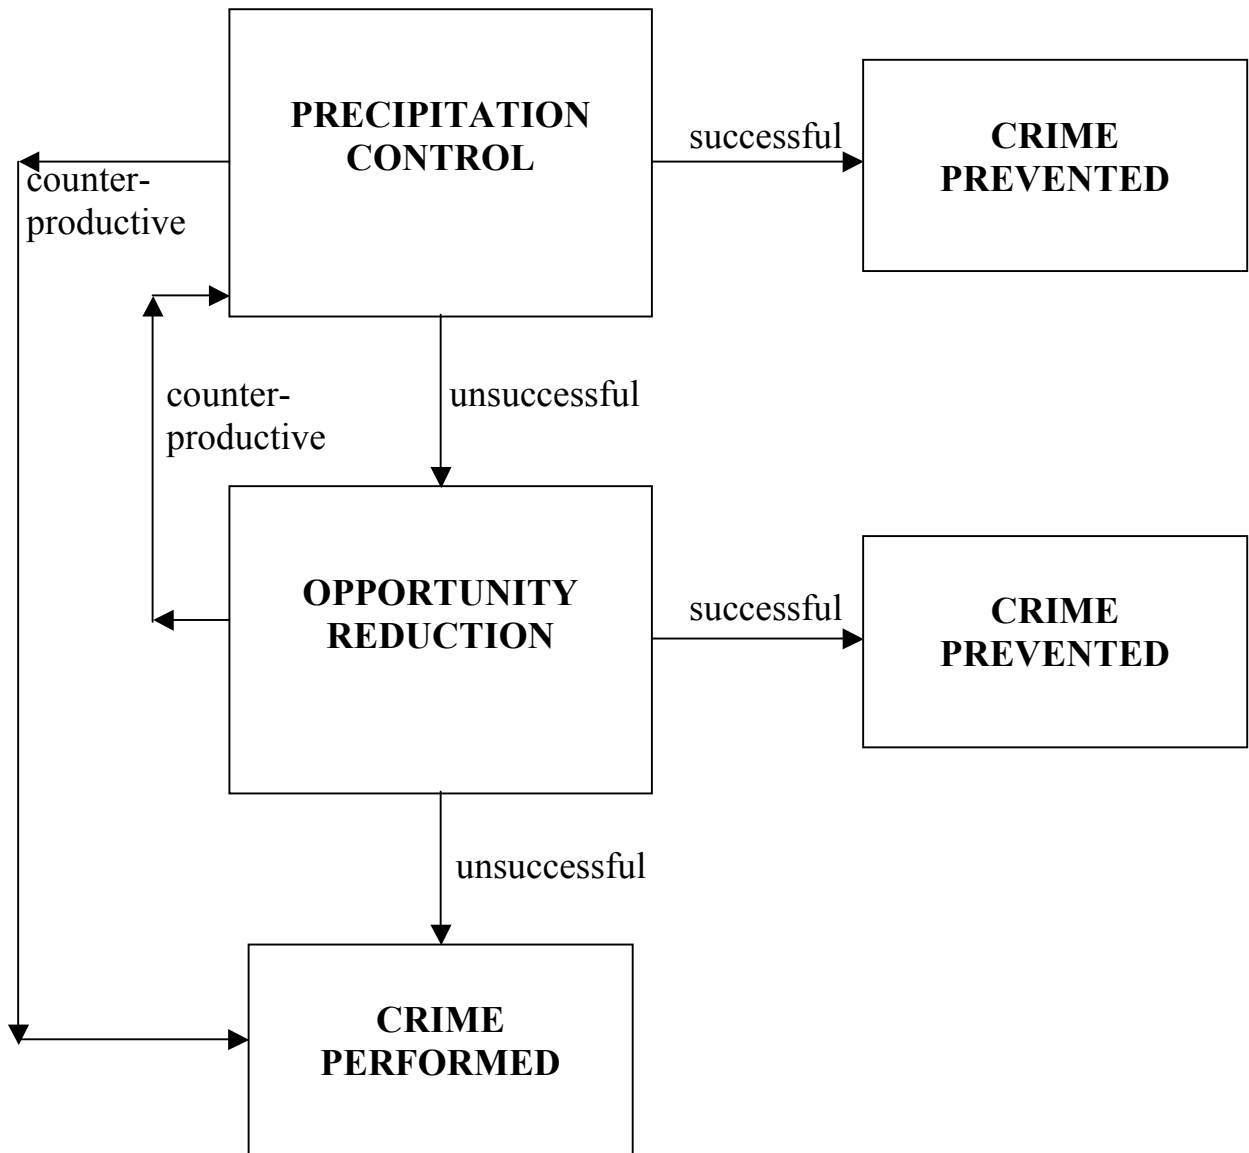 PRECIPITATION
CONTROL
successful
CRIME
PREVENTED
counter-
productive
counter-
productive
unsuccessful
OPPORTUNITY
REDUCTION
successful
CRIME
PREVENTED
unsuccessful
CRIME
PERFORMED